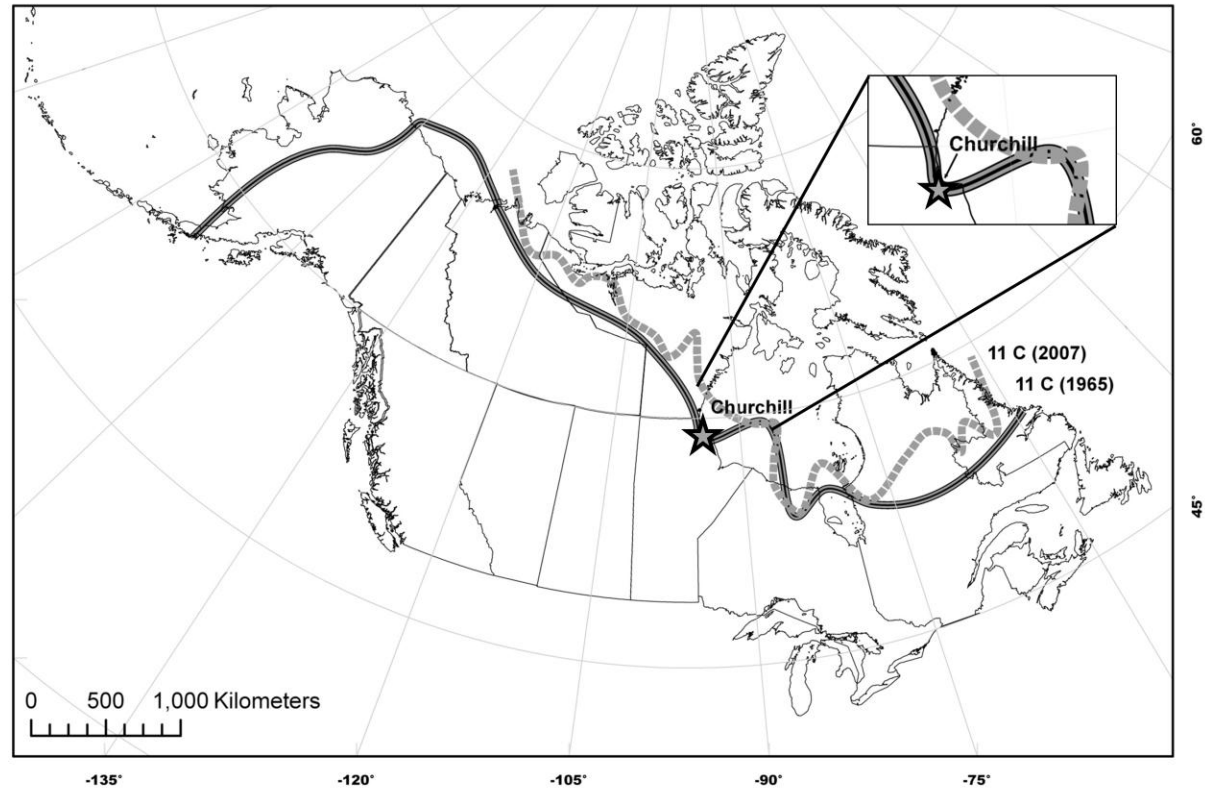 Churchill
60°
11 C (2007)
11 C (1965)
Churchill
45°
0 500 1,000 Kilometers
-135° -120° -105° -90° -75°